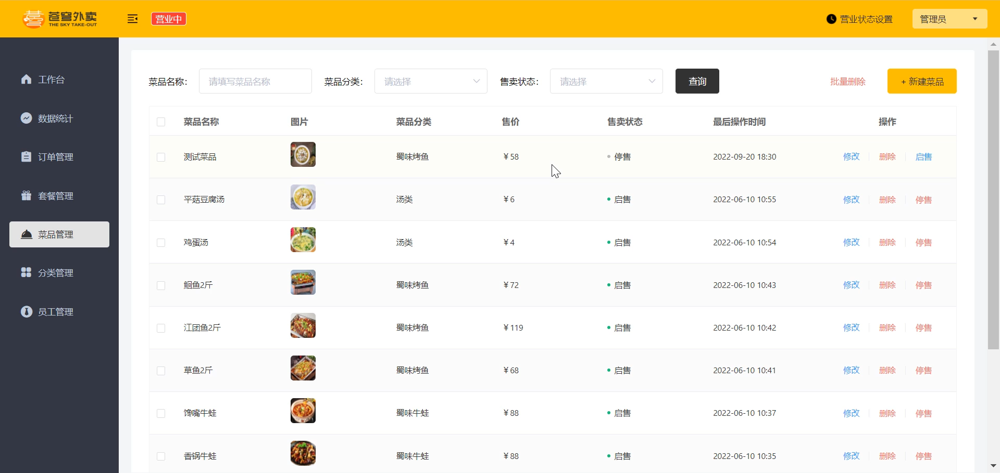 苍穹外卖
THE SKY TAKE-OUT
营业中
营业状态设置
管理员
工作台
数据统计
订单管理
套餐管理
菜品管理
分类管理
员工管理
菜品名称： 请填写菜品名称 菜品分类： 请选择 售卖状态： 请选择 查询 批量删除 + 新建菜品
菜品名称 图片 菜品分类 售价 售卖状态 最后操作时间 操作
测试菜品 蜀味烤鱼 ￥58 停售 2022-09-20 18:30 修改 删除 启售
平菇豆腐汤 汤类 ￥6 启售 2022-06-10 10:55 修改 删除 停售
鸡蛋汤 汤类 ￥4 启售 2022-06-10 10:54 修改 删除 停售
鮰鱼2斤 蜀味烤鱼 ￥72 启售 2022-06-10 10:43 修改 删除 停售
江团鱼2斤 蜀味烤鱼 ￥119 启售 2022-06-10 10:42 修改 删除 停售
草鱼2斤 蜀味烤鱼 ￥68 启售 2022-06-10 10:41 修改 删除 停售
馋嘴牛蛙 蜀味牛蛙 ￥88 启售 2022-06-10 10:37 修改 删除 停售
香锅牛蛙 蜀味牛蛙 ￥88 启售 2022-06-10 10:35 修改 删除 停售